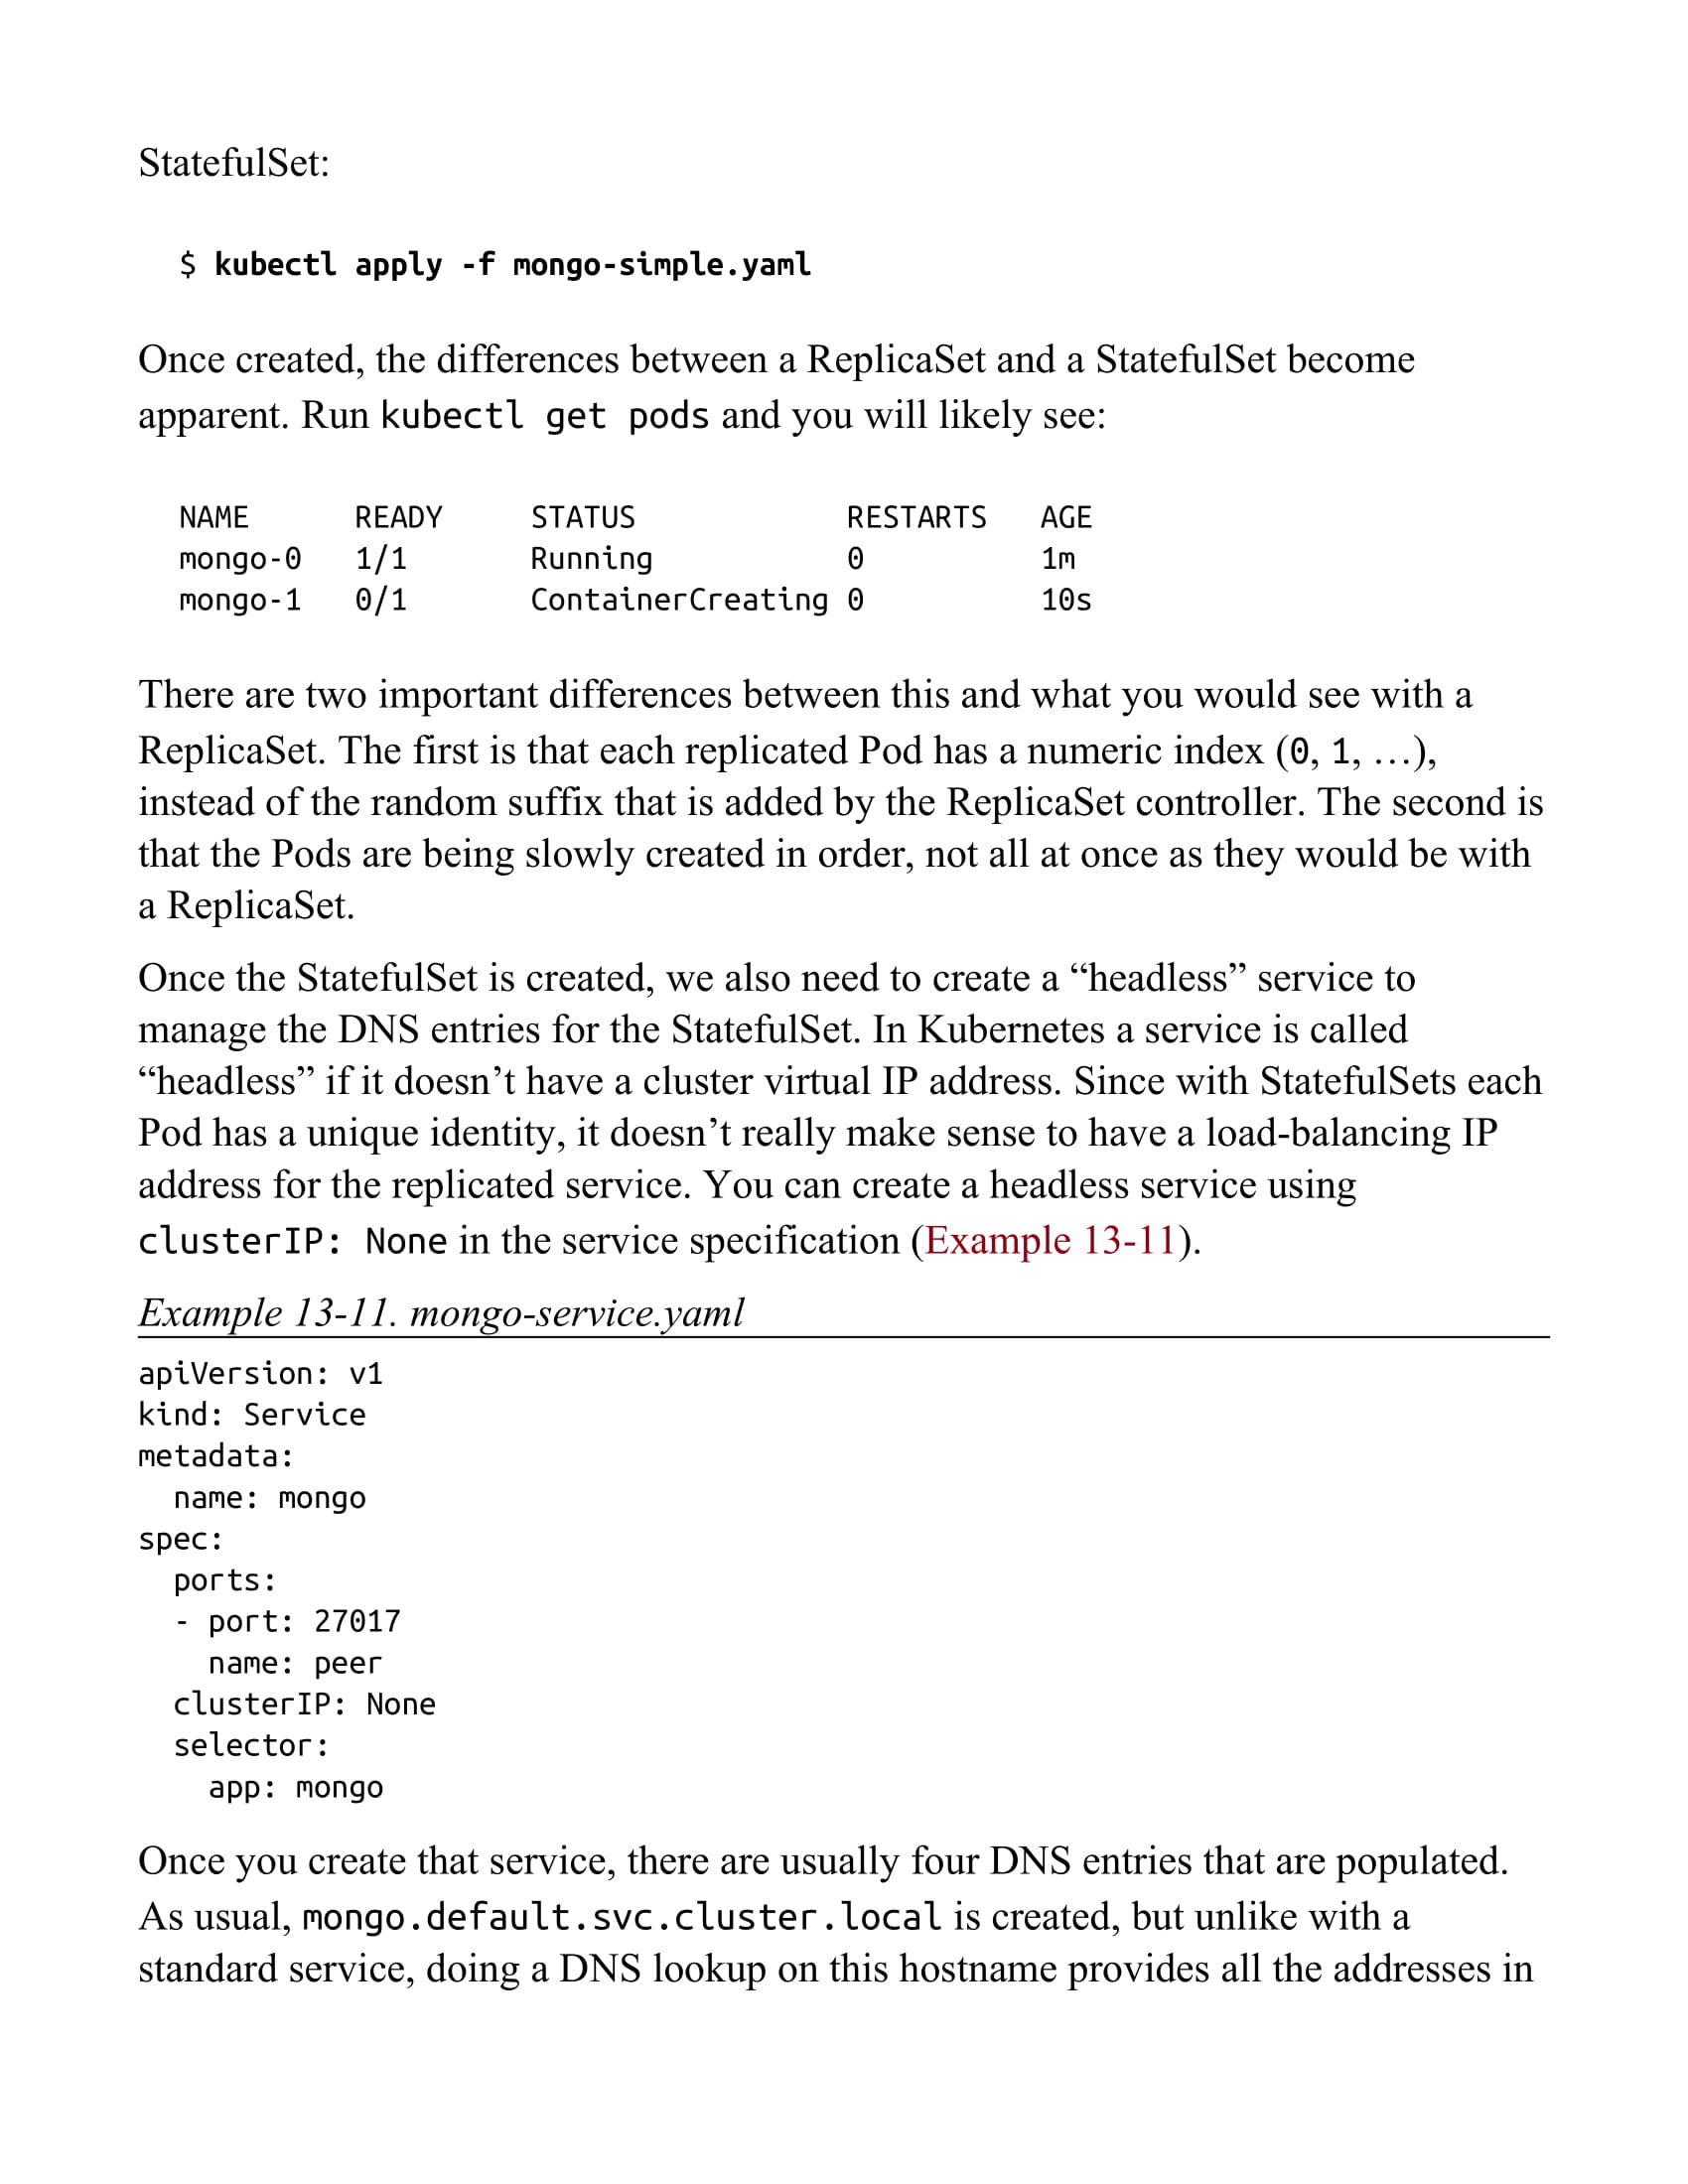 StatefulSet:
$ kubectl apply -f mongo-simple.yaml
Once created, the differences between a ReplicaSet and a StatefulSet become
apparent. Run kubectl get pods and you will likely see:
NAME      READY     STATUS            RESTARTS   AGE
mongo-0   1/1       Running           0          1m
mongo-1   0/1       ContainerCreating 0          10s
There are two important differences between this and what you would see with a
ReplicaSet. The first is that each replicated Pod has a numeric index (0, 1, …),
instead of the random suffix that is added by the ReplicaSet controller. The second is
that the Pods are being slowly created in order, not all at once as they would be with
a ReplicaSet.
Once the StatefulSet is created, we also need to create a “headless” service to
manage the DNS entries for the StatefulSet. In Kubernetes a service is called
“headless” if it doesn’t have a cluster virtual IP address. Since with StatefulSets each
Pod has a unique identity, it doesn’t really make sense to have a load-balancing IP
address for the replicated service. You can create a headless service using
clusterIP: None in the service specification (Example 13-11).
Example 13-11. mongo-service.yaml
apiVersion: v1
kind: Service
metadata:
  name: mongo
spec:
  ports:
  - port: 27017
    name: peer
  clusterIP: None
  selector:
    app: mongo
Once you create that service, there are usually four DNS entries that are populated.
As usual, mongo.default.svc.cluster.local is created, but unlike with a
standard service, doing a DNS lookup on this hostname provides all the addresses in